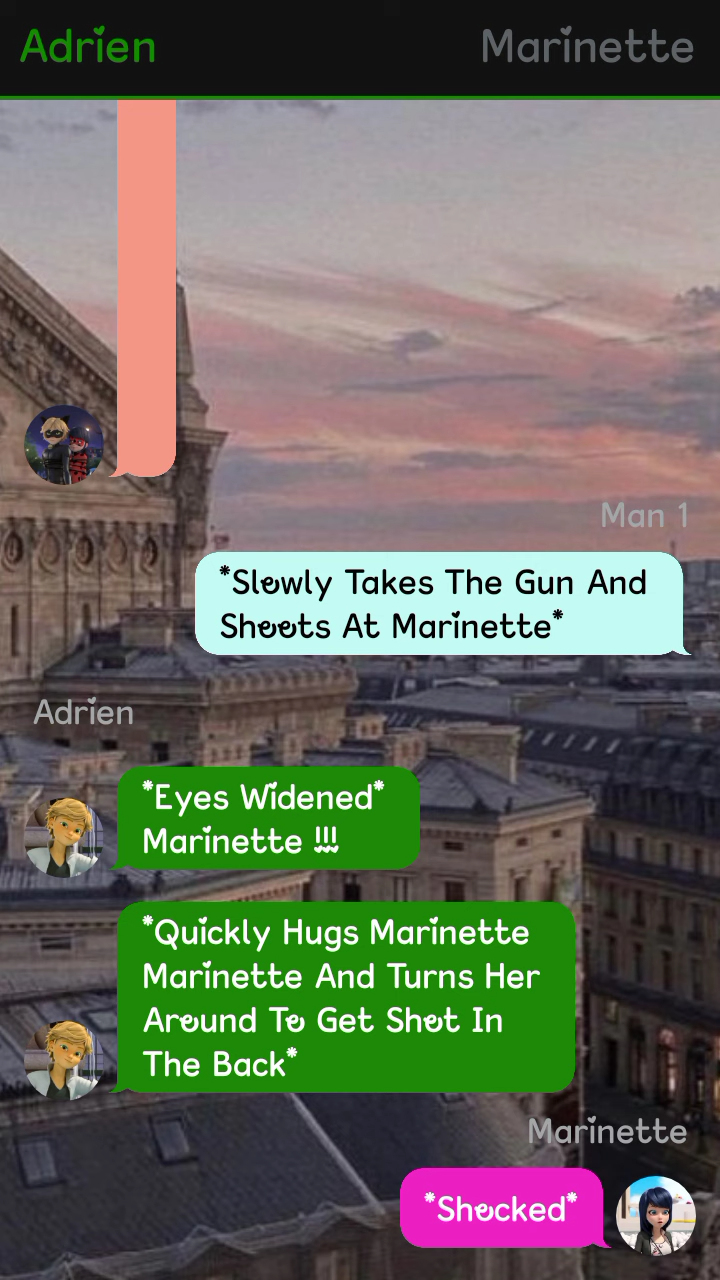 Adrien
Marinette
Man 1
*Slowly Takes The Gun And
Shoots At Marinette*
Adrien
*Eyes Widened*
Marinette !!!
*Quickly Hugs Marinette
Marinette And Turns Her
Around To Get Shot In
The Back*
Marinette
*Shocked*